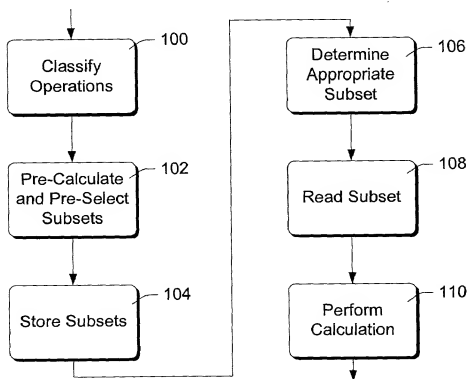 100
Classify
Operations
102
Pre-Calculate
and Pre-Select
Subsets
104
Store Subsets
106
Determine
Appropriate
Subset
108
Read Subset
110
Perform
Calculation